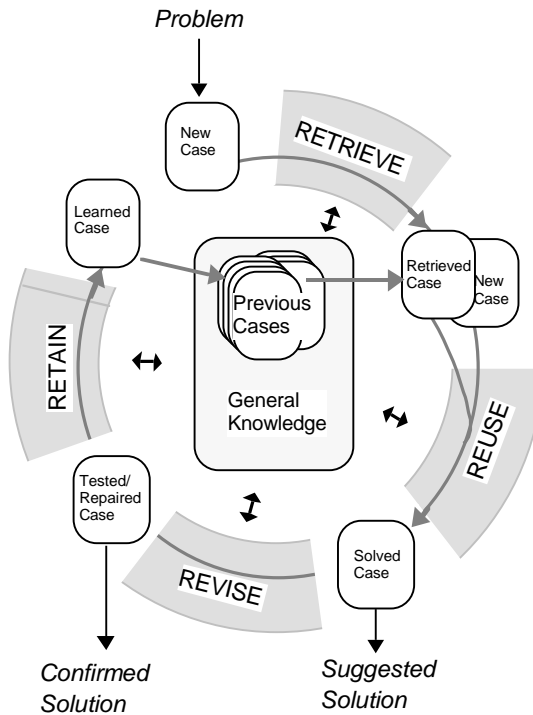 Problem
New
Case
RETRIEVE
Learned
Case
Retrieved
Case
New
Case
Previous
Cases
General
Knowledge
RETAIN
REUSE
Tested/
Repaired
Case
REVISE
Solved
Case
Confirmed
Solution
Suggested
Solution